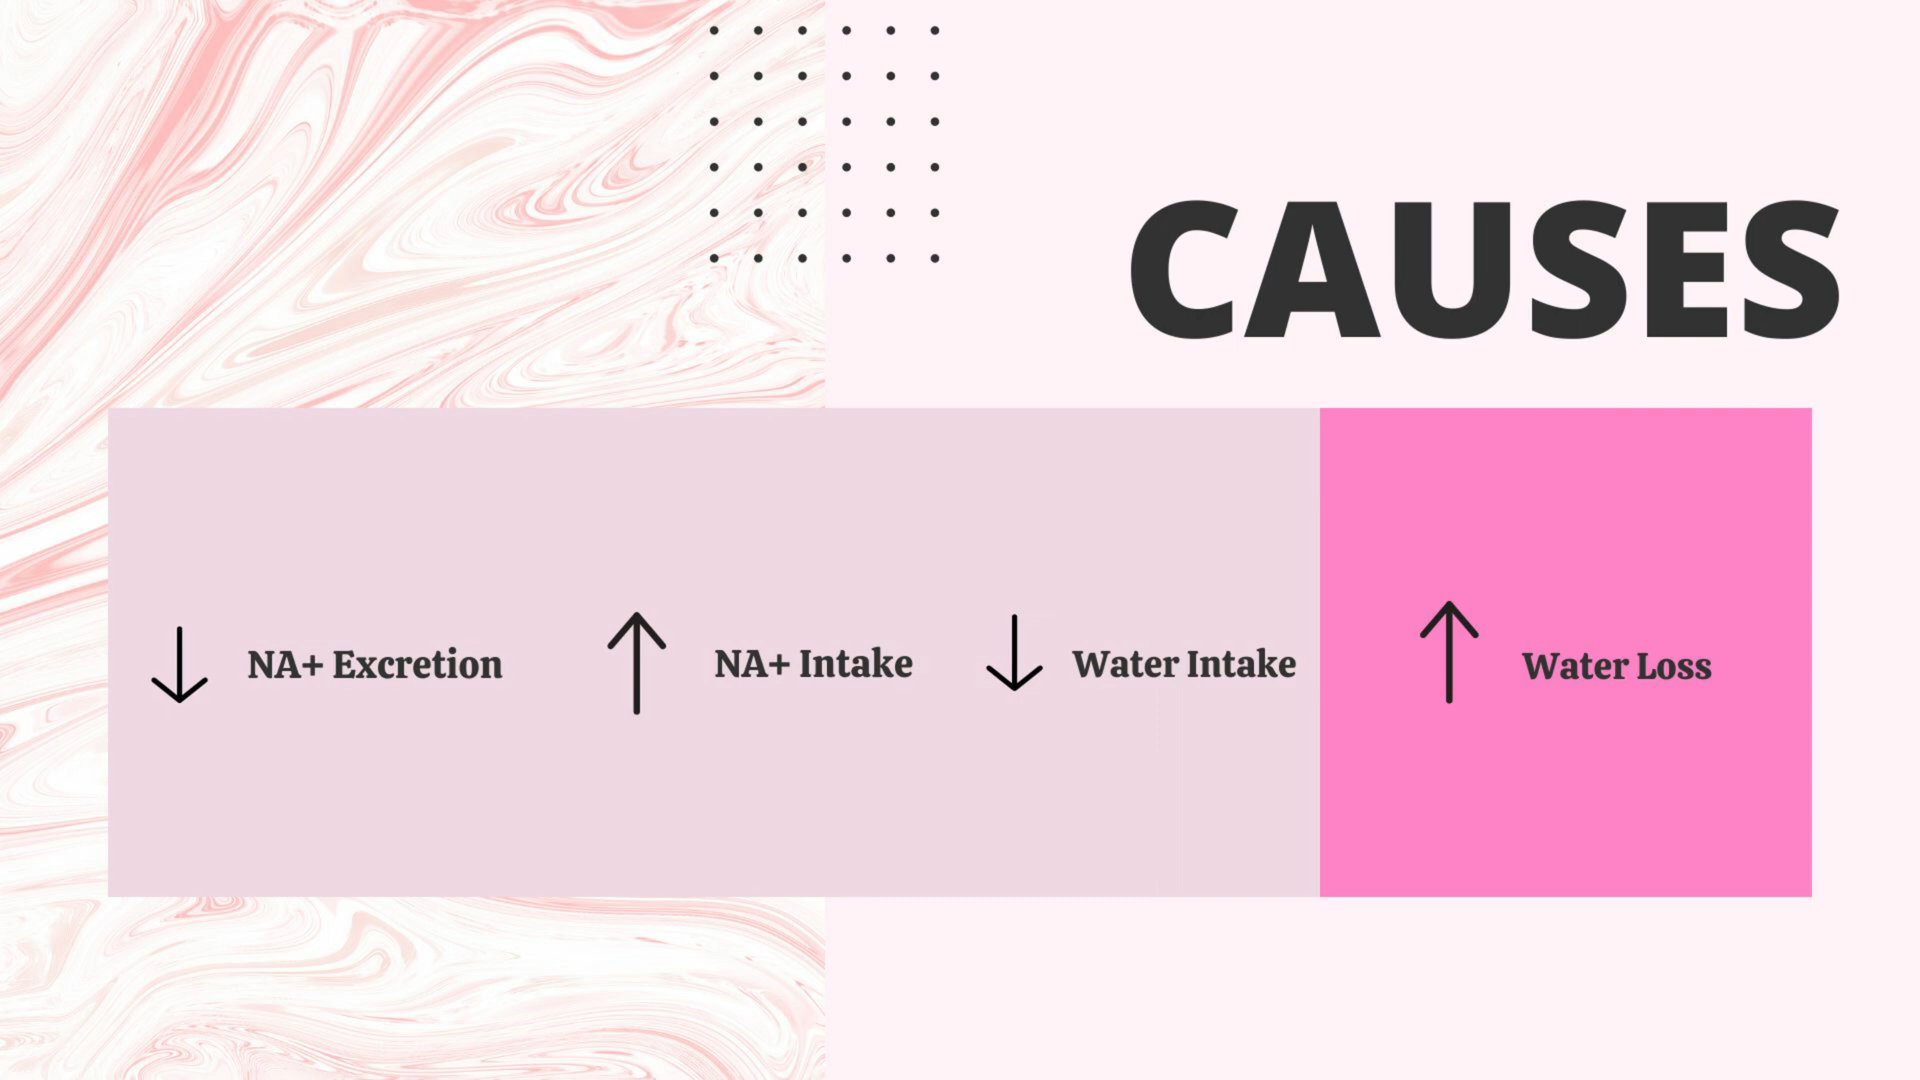 CAUSES
NA+ Excretion
NA+ Intake
Water Intake
Water Loss